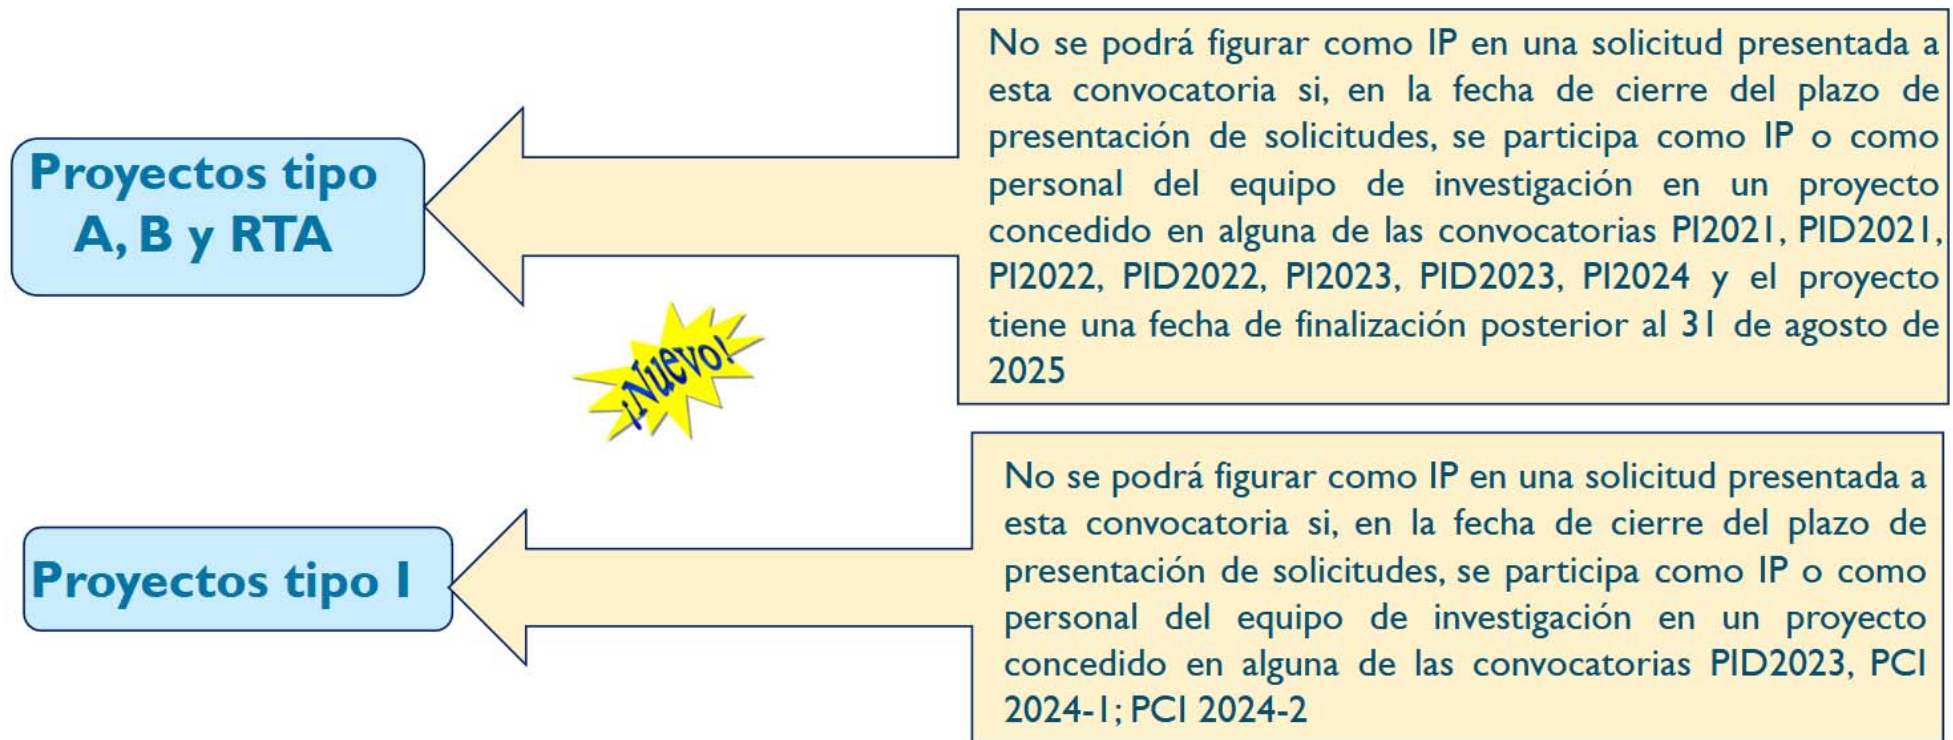 Proyectos tipo
A, B y RTA
No se podrá figurar como IP en una solicitud presentada a
esta convocatoria si, en la fecha de cierre del plazo de
presentación de solicitudes, se participa como IP o como
personal del equipo de investigación en un proyecto
concedido en alguna de las convocatorias PI2021, PID2021,
PI2022, PID2022, PI2023, PID2023, PI2024 y el proyecto
tiene una fecha de finalización posterior al 31 de agosto de
2025
¡Nuevo!
Proyectos tipo I
No se podrá figurar como IP en una solicitud presentada a
esta convocatoria si, en la fecha de cierre del plazo de
presentación de solicitudes, se participa como IP o como
personal del equipo de investigación en un proyecto
concedido en alguna de las convocatorias PID2023, PCI
2024-1; PCI 2024-2